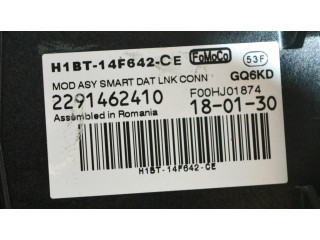 H1BT-14F642-CE FoMoCo 53F
MOD ASY SMART DAT LNK CONN GQ6KD
2291462410 F00HJ01874
Assembled in Romania 18-01-30
H1BT-14F642-CE